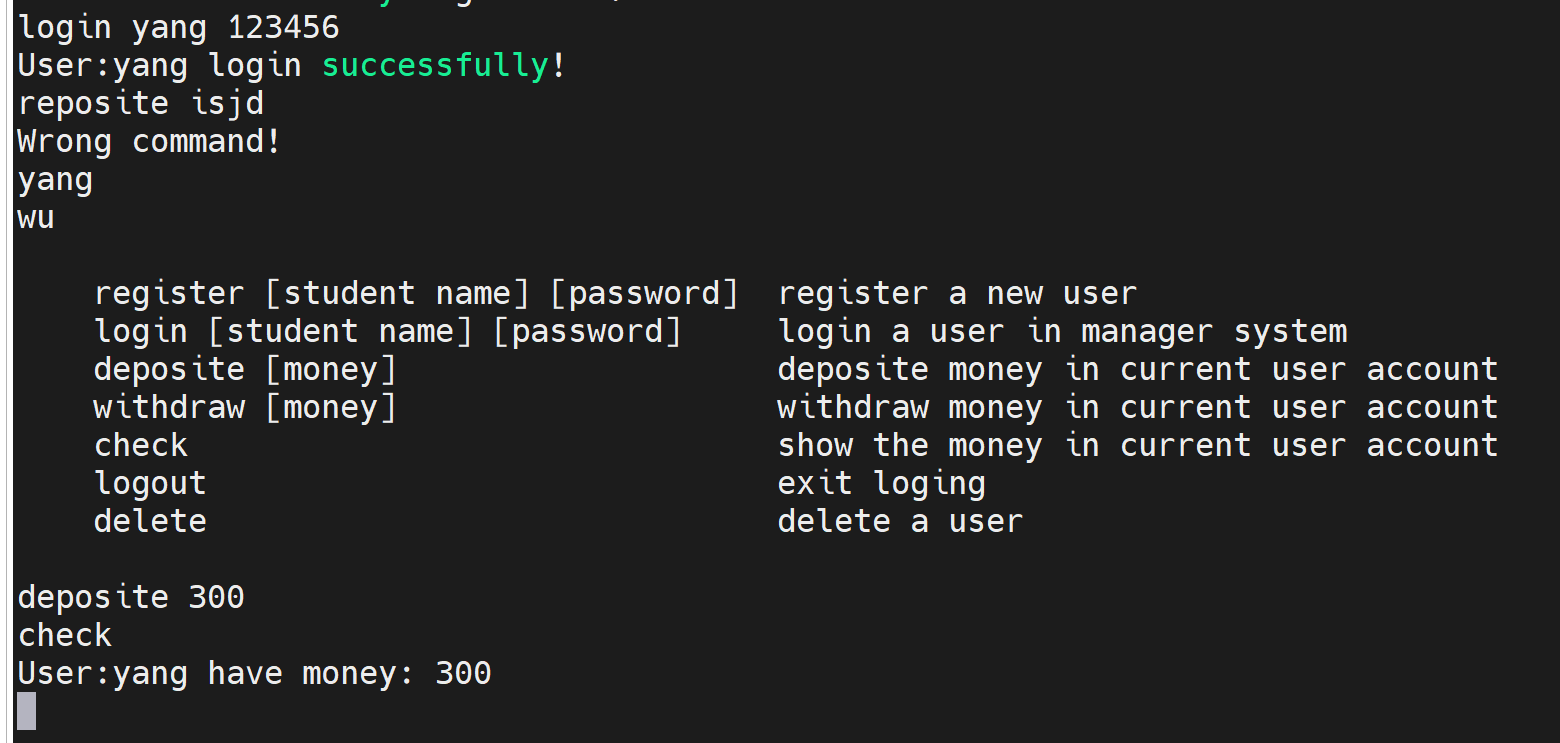 login yang 123456
User:yang login successfully!
reposite isjd
Wrong command!
yang
wu
register [student name] [password]  register a new user
login [student name] [password]     login a user in manager system
deposite [money]                    deposite money in current user account
withdraw [money]                    withdraw money in current user account
check                               show the money in current user account
logout                              exit loging
delete                              delete a user
deposite 300
check
User:yang have money: 300